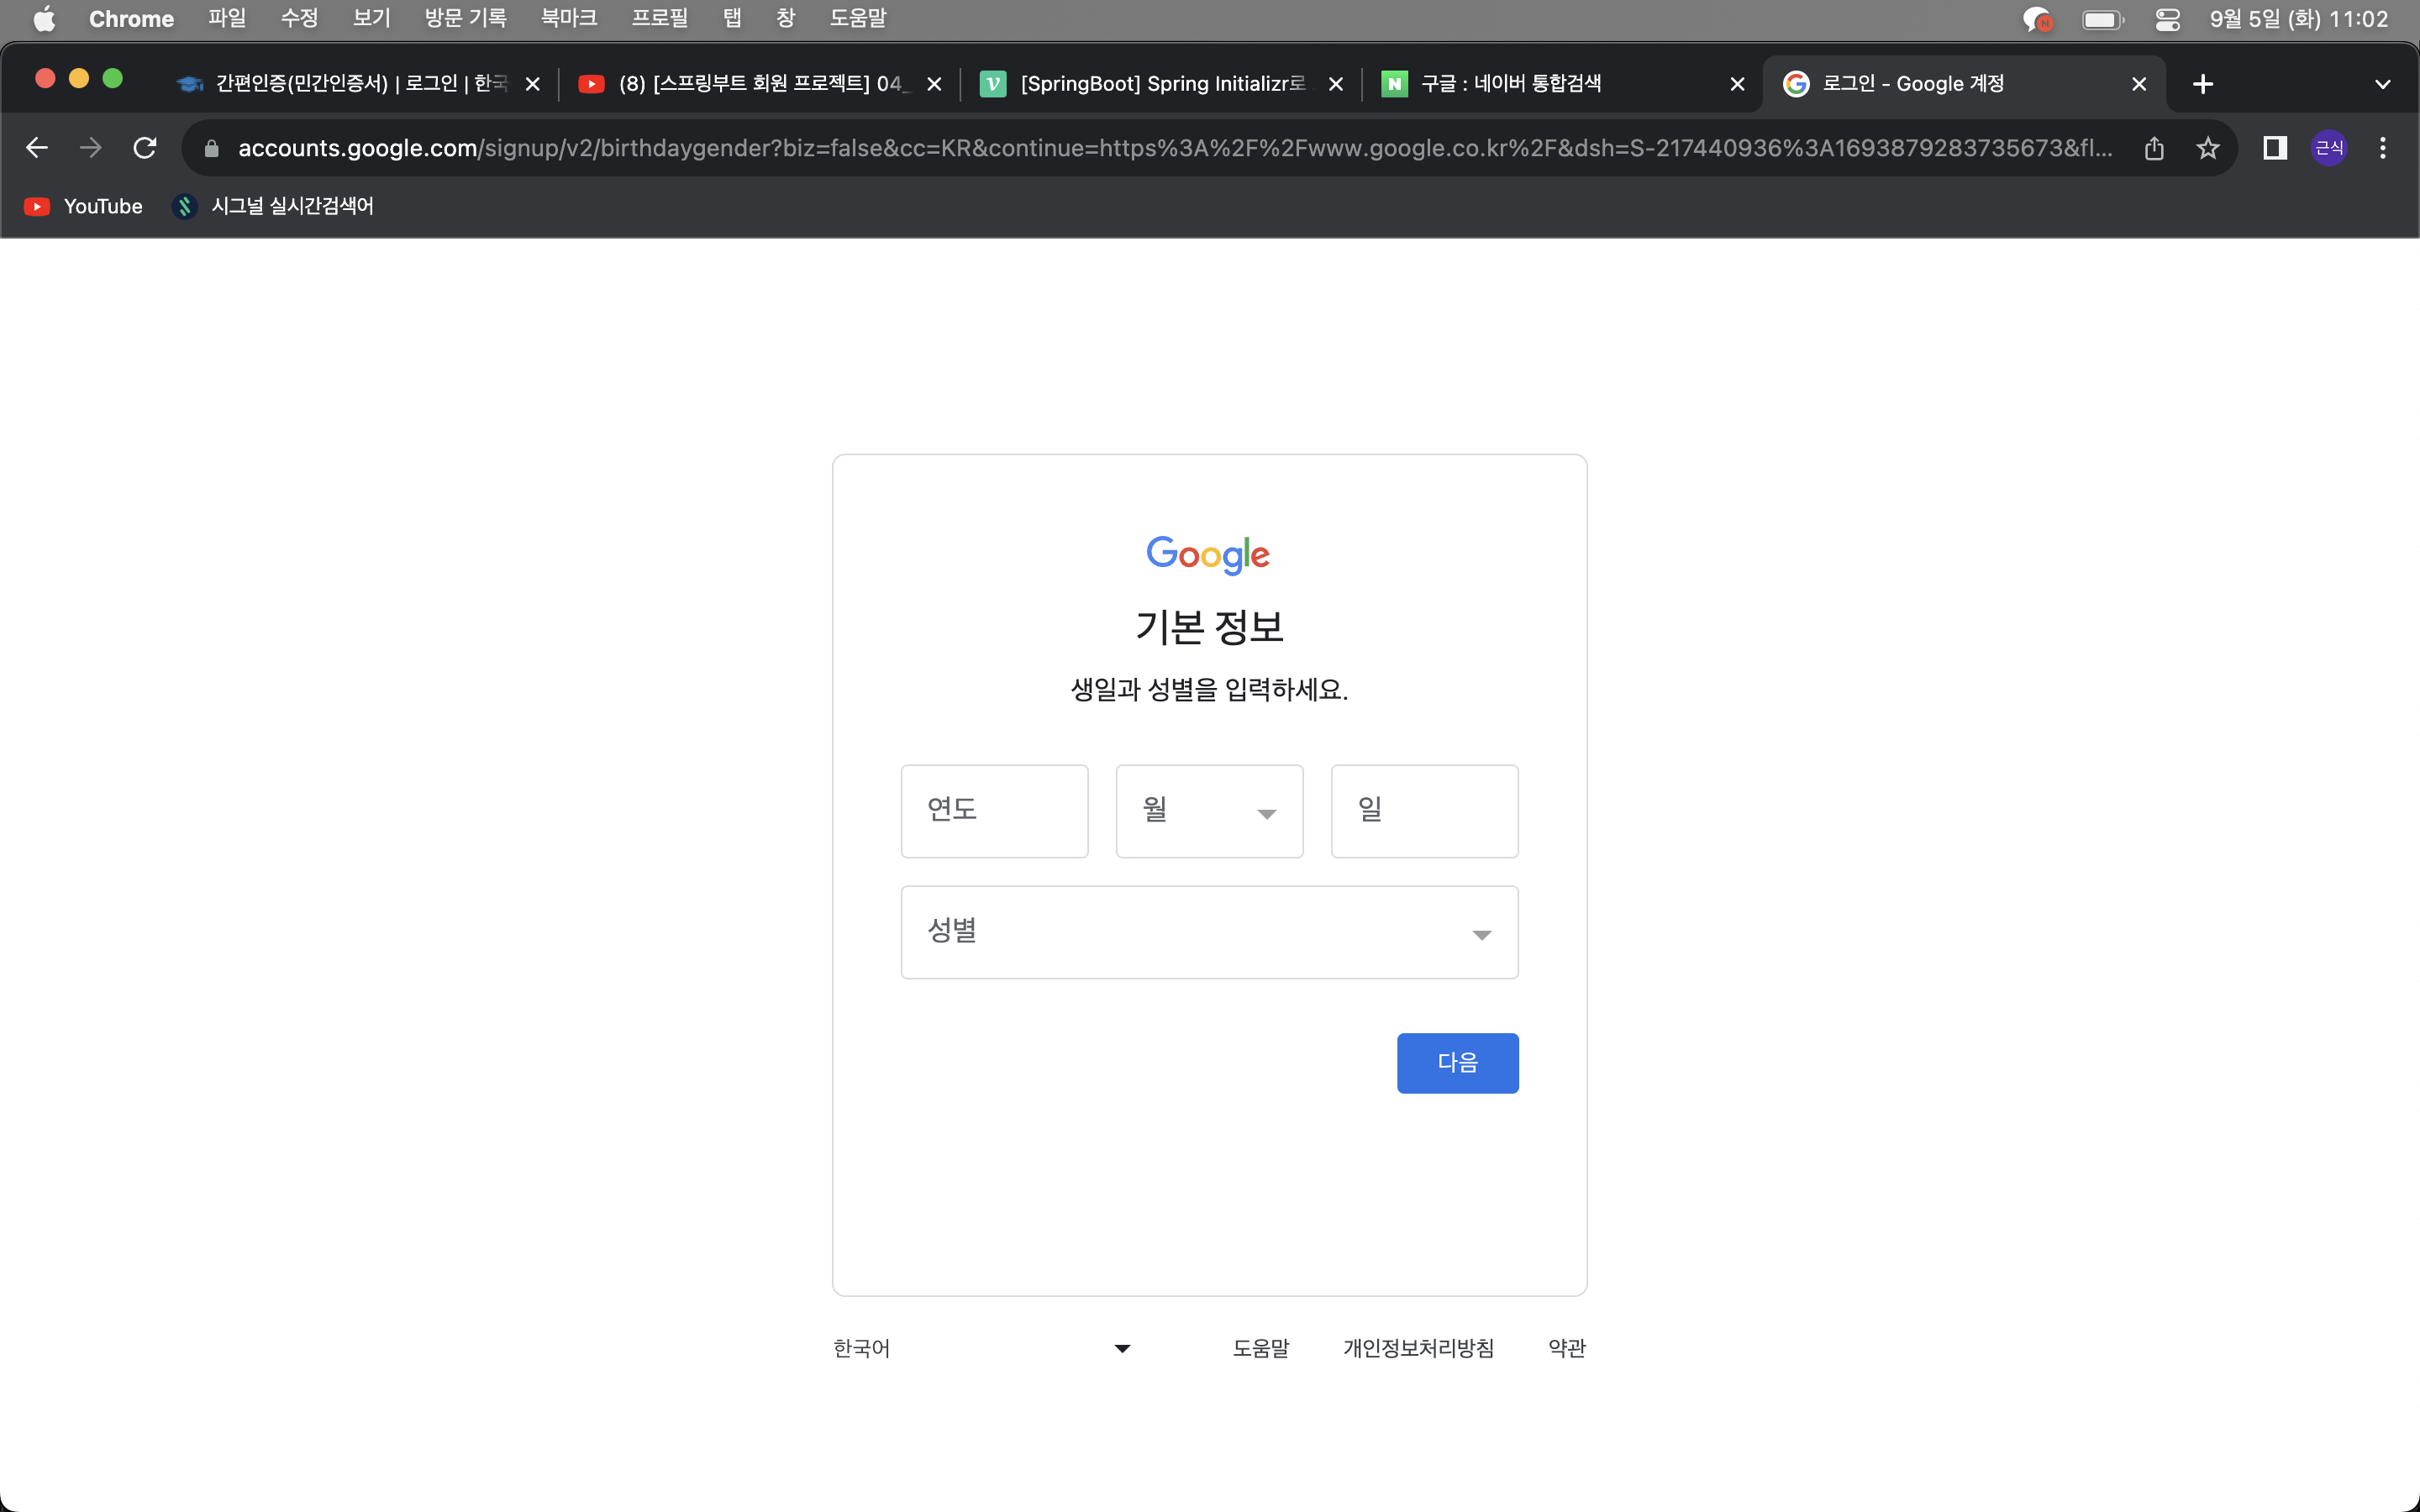 Chrome 파일 수정 보기 방문 기록 북마크 프로필 탭 창 도움말 9월 5일 (화) 11:02
간편인증(민간인증서) | 로그인 | 한국 (8) [스프링부트 회원 프로젝트] 04_ [SpringBoot] Spring Initializr로 구글 : 네이버 통합검색 로그인 - Google 계정
accounts.google.com/signup/v2/birthdaygender?biz=false&cc=KR&continue=https%3A%2F%2Fwww.google.co.kr%2F&dsh=S-217440936%3A1693879283735673&fl... 근식
YouTube 시그널 실시간검색어
Google
기본 정보
생일과 성별을 입력하세요.
연도 월 일
성별
다음
한국어 도움말 개인정보처리방침 약관